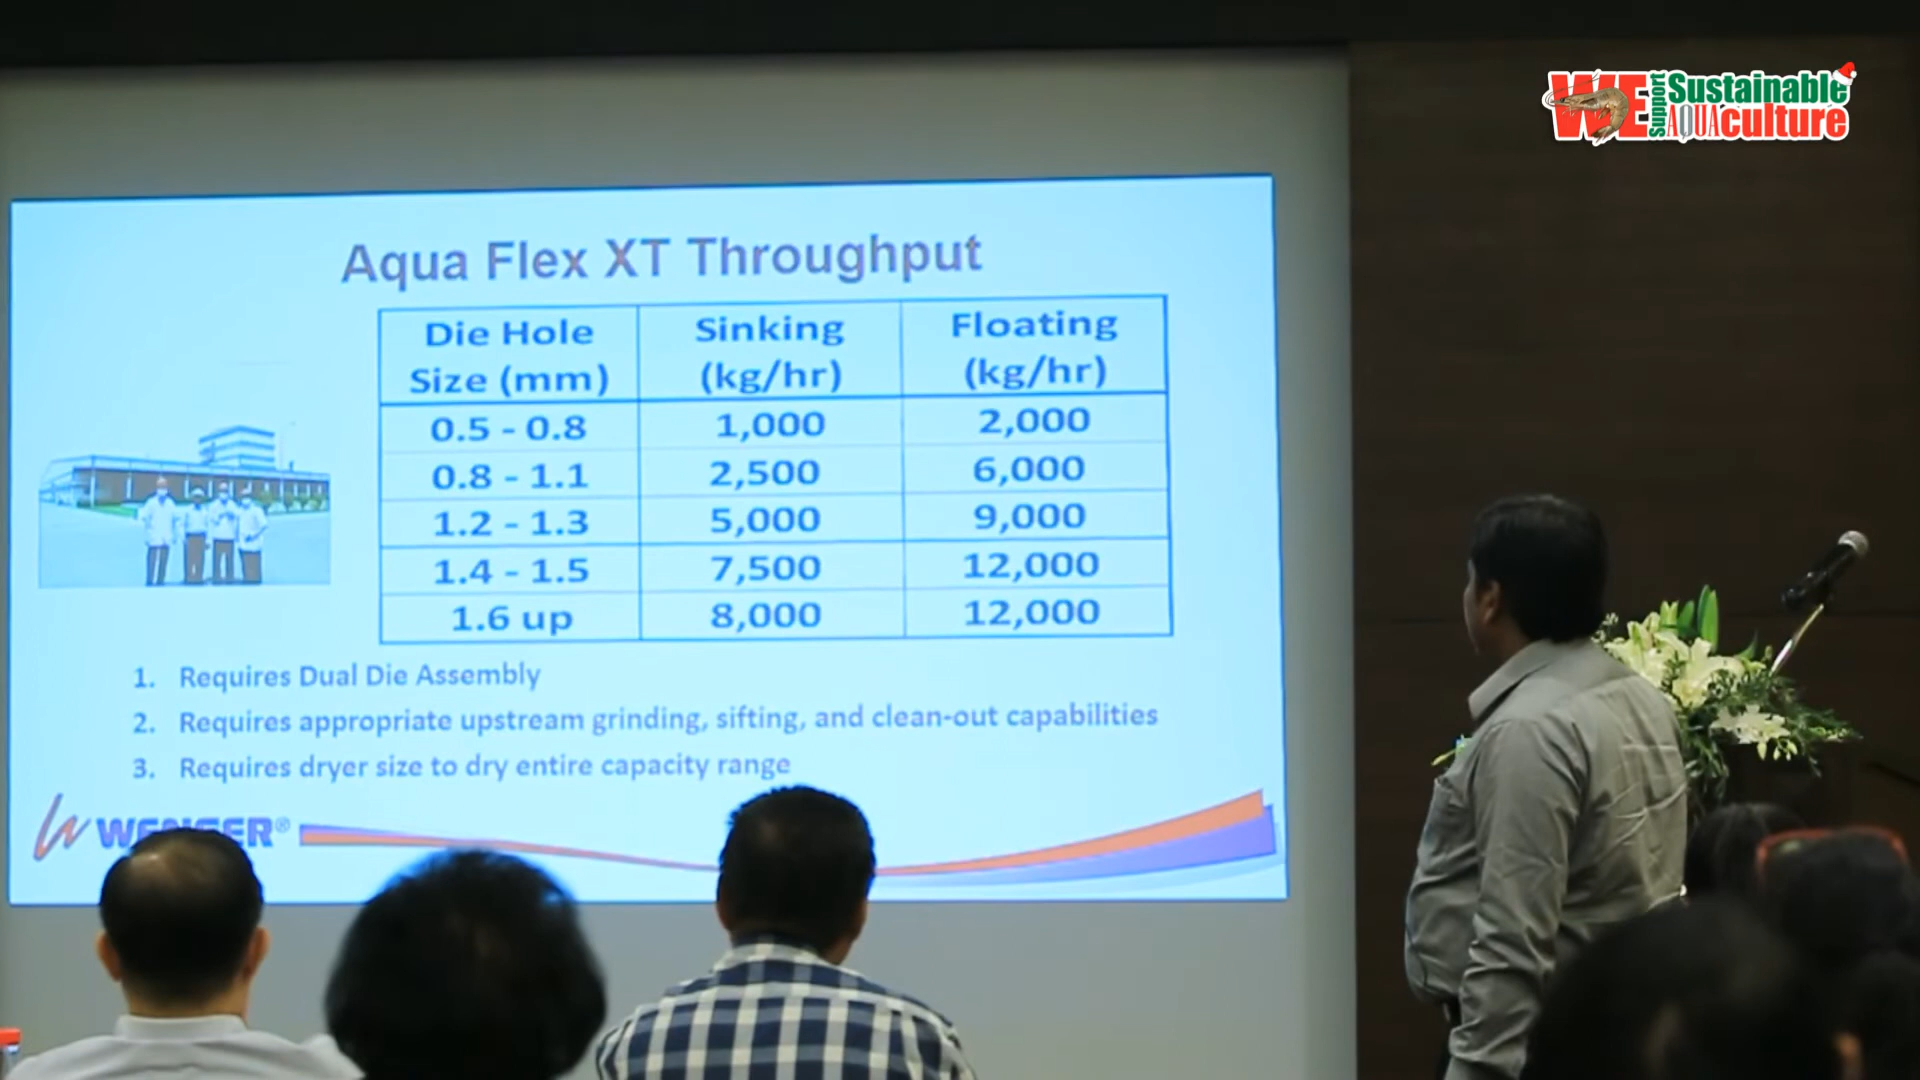 WE Support Sustainable
AQUAculture
Aqua Flex XT Throughput
Die Hole Size (mm) Sinking (kg/hr) Floating (kg/hr)
0.5 - 0.8 1,000 2,000
0.8 - 1.1 2,500 6,000
1.2 - 1.3 5,000 9,000
1.4 - 1.5 7,500 12,000
1.6 up 8,000 12,000
1. Requires Dual Die Assembly
2. Requires appropriate upstream grinding, sifting, and clean-out capabilities
3. Requires dryer size to dry entire capacity range
WENGER®